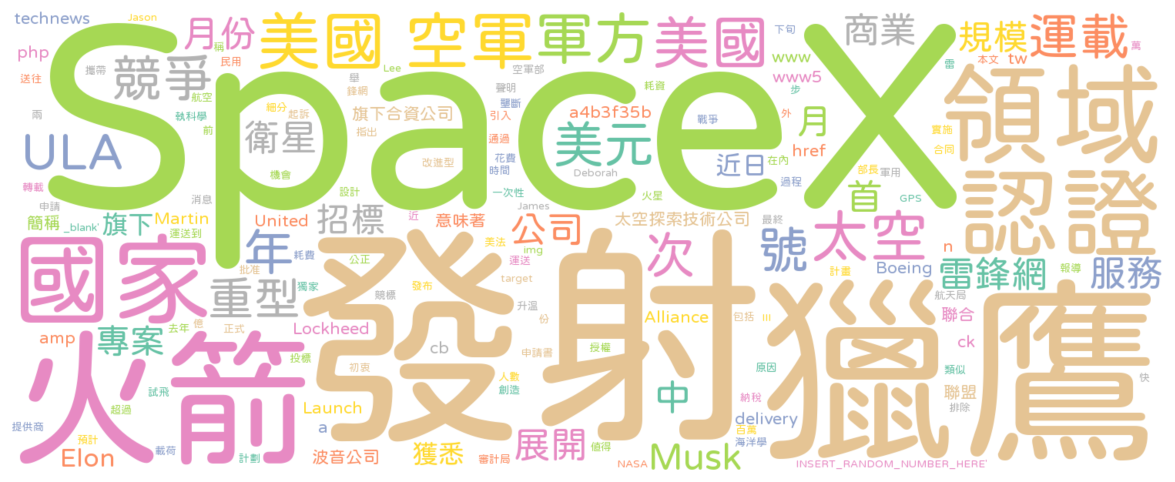 technews
Jason
月份
稱
民用
美國
空軍
軍方
美國
下旬
商業
規模
運載
萬
php
送往
攜帶
競爭
SpaceX
Lee
空軍部
耗資
www
www5
本文
tw
雷
步
舉
鋒網
航空
聲明
壟斷
領域
兩
執科學
細分
起訴
旗下合資公司
引入
a4b3f35b
外
月
實施
ULA
前
衛星
指出
通過
美元
戰爭
href
合同
轉載
改進型
花費
時間
近日
在內
部長
軍用
機會
Deborah
過程
申請
消息
設計
一次性
火星
首
GPS
認證
簡稱
_blank
旗下
Martin
運送到
United
招標
近
James
意味著
太空探索技術公司
公司
最終
太空
國家
年
耗費
美法
img
運送
次
號
n
雷鋒網
報導
服務
批准
公正
target
計畫
Boeing
火箭
重型
獨家
競標
發布
航天局
專案
去年
億
正式
Lockheed
升溫
份
Alliance
包括
III
聯合
amp
cb
發射
獵鷹
ck
投標
申請書
授權
初衷
原因
類似
人數
創造
試飛
超過
Launch
中
納稅
聯盟
快
排除
提供商
a
百萬
delivery
預計
載荷
海洋學
Elon
計劃
波音公司
獲悉
審計局
展開
值得
NASA
Musk
INSERT_RANDOM_NUMBER_HERE